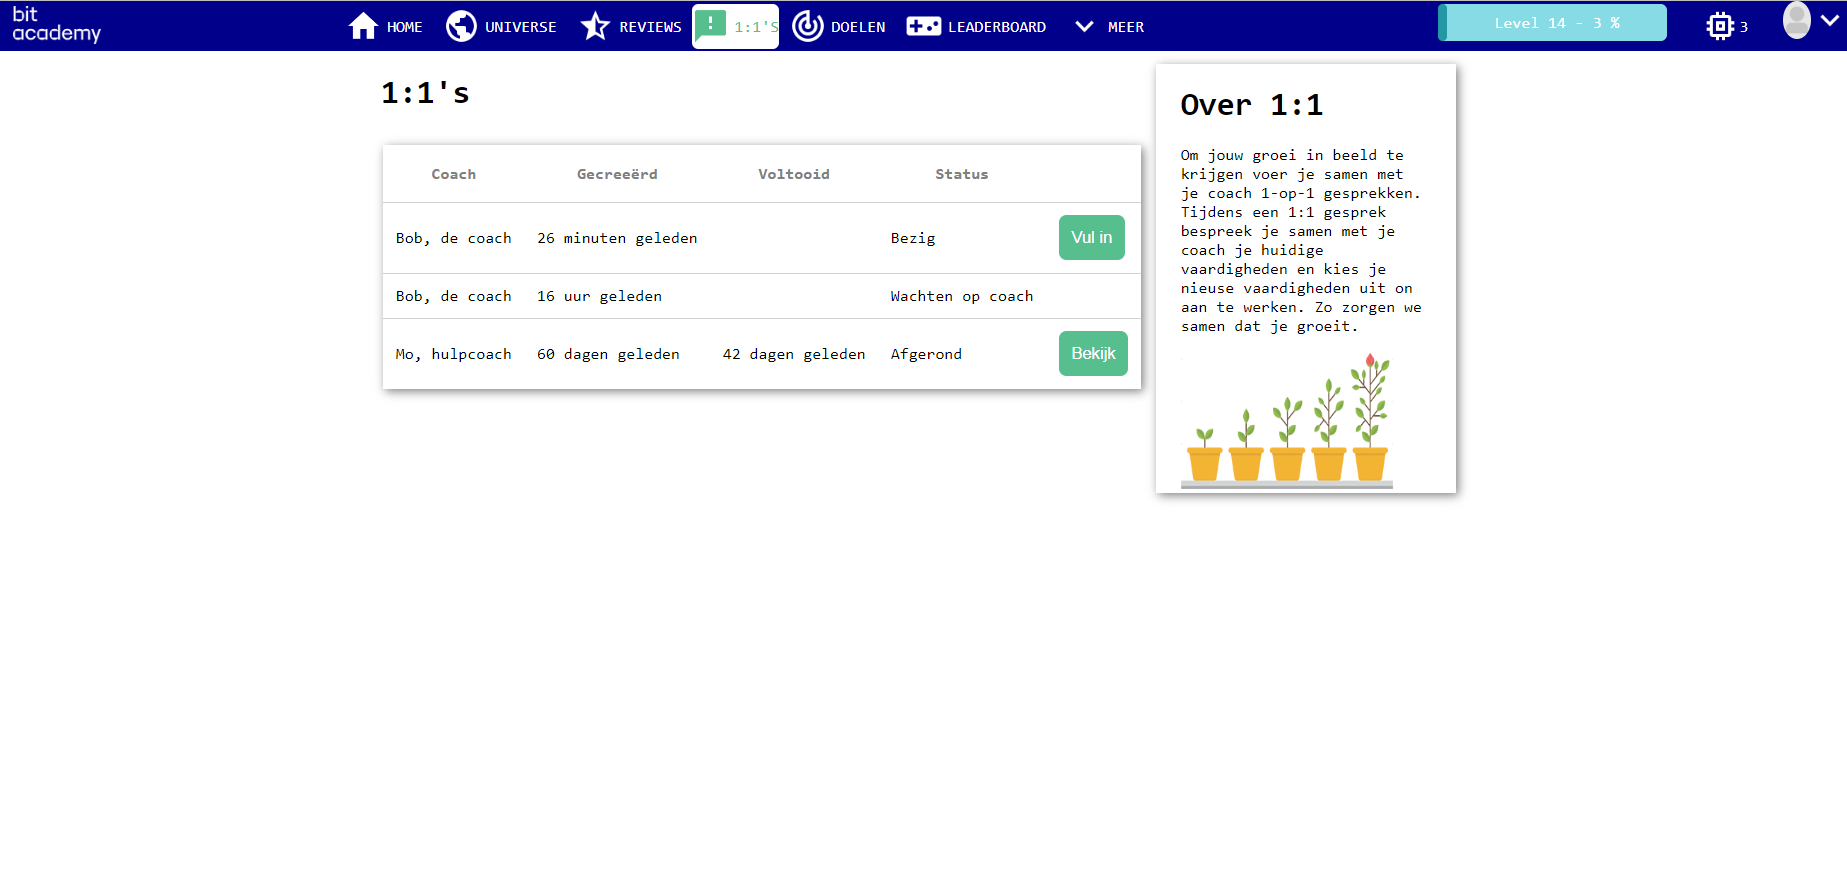 bit
academy
HOME UNIVERSE REVIEWS 1:1'S DOELEN LEADERBOARD MEER Level 14 - 3 % 3
1:1's
Coach Gecreeërd Voltooid Status
Bob, de coach 26 minuten geleden Bezig Vul in
Bob, de coach 16 uur geleden Wachten op coach
Mo, hulpcoach 60 dagen geleden 42 dagen geleden Afgerond Bekijk
Over 1:1
Om jouw groei in beeld te
krijgen voer je samen met
je coach 1-op-1 gesprekken.
Tijdens een 1:1 gesprek
bespreek je samen met je
coach je huidige
vaardigheden en kies je
nieuse vaardigheden uit on
aan te werken. Zo zorgen we
samen dat je groeit.